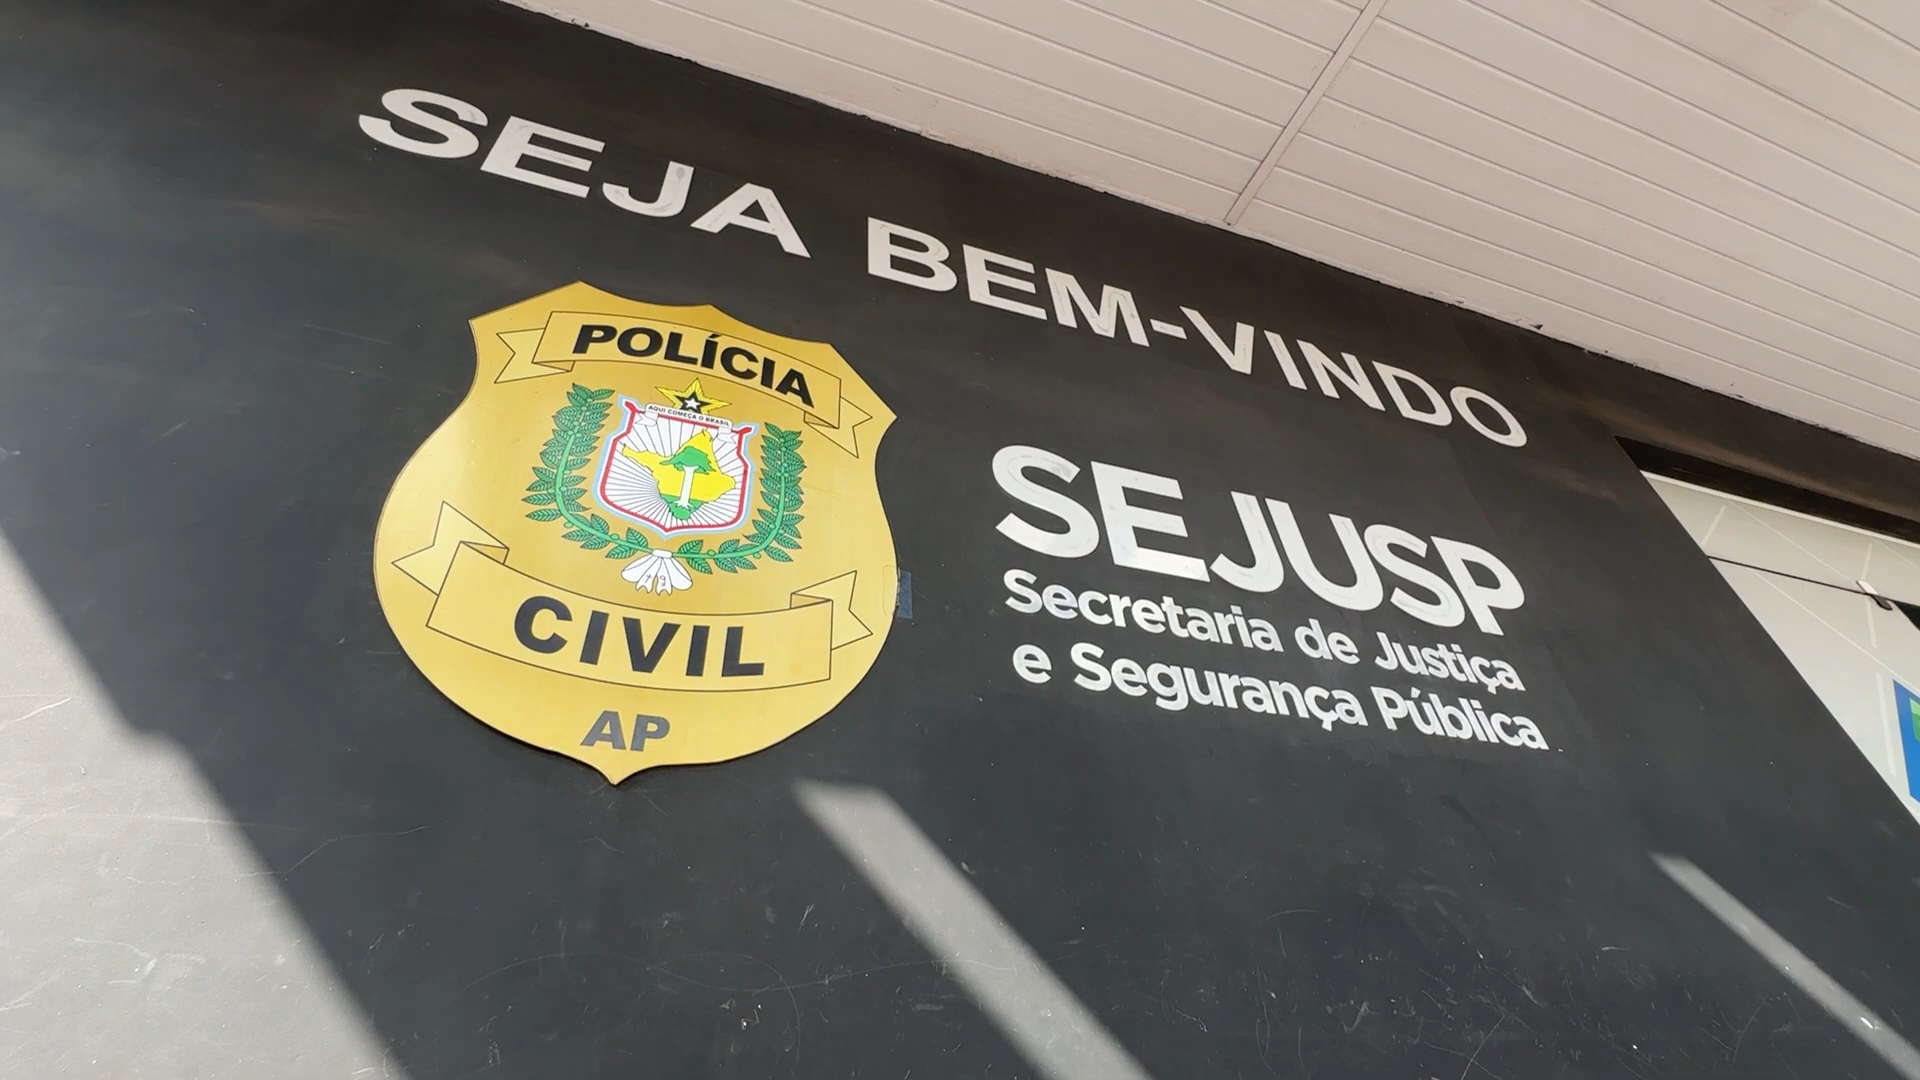 SEJA BEM-VINDO
POLÍCIA
AQUI COMEÇA O BRASIL
CIVIL
AP
SEJUSP
Secretaria de Justiça
e Segurança Pública